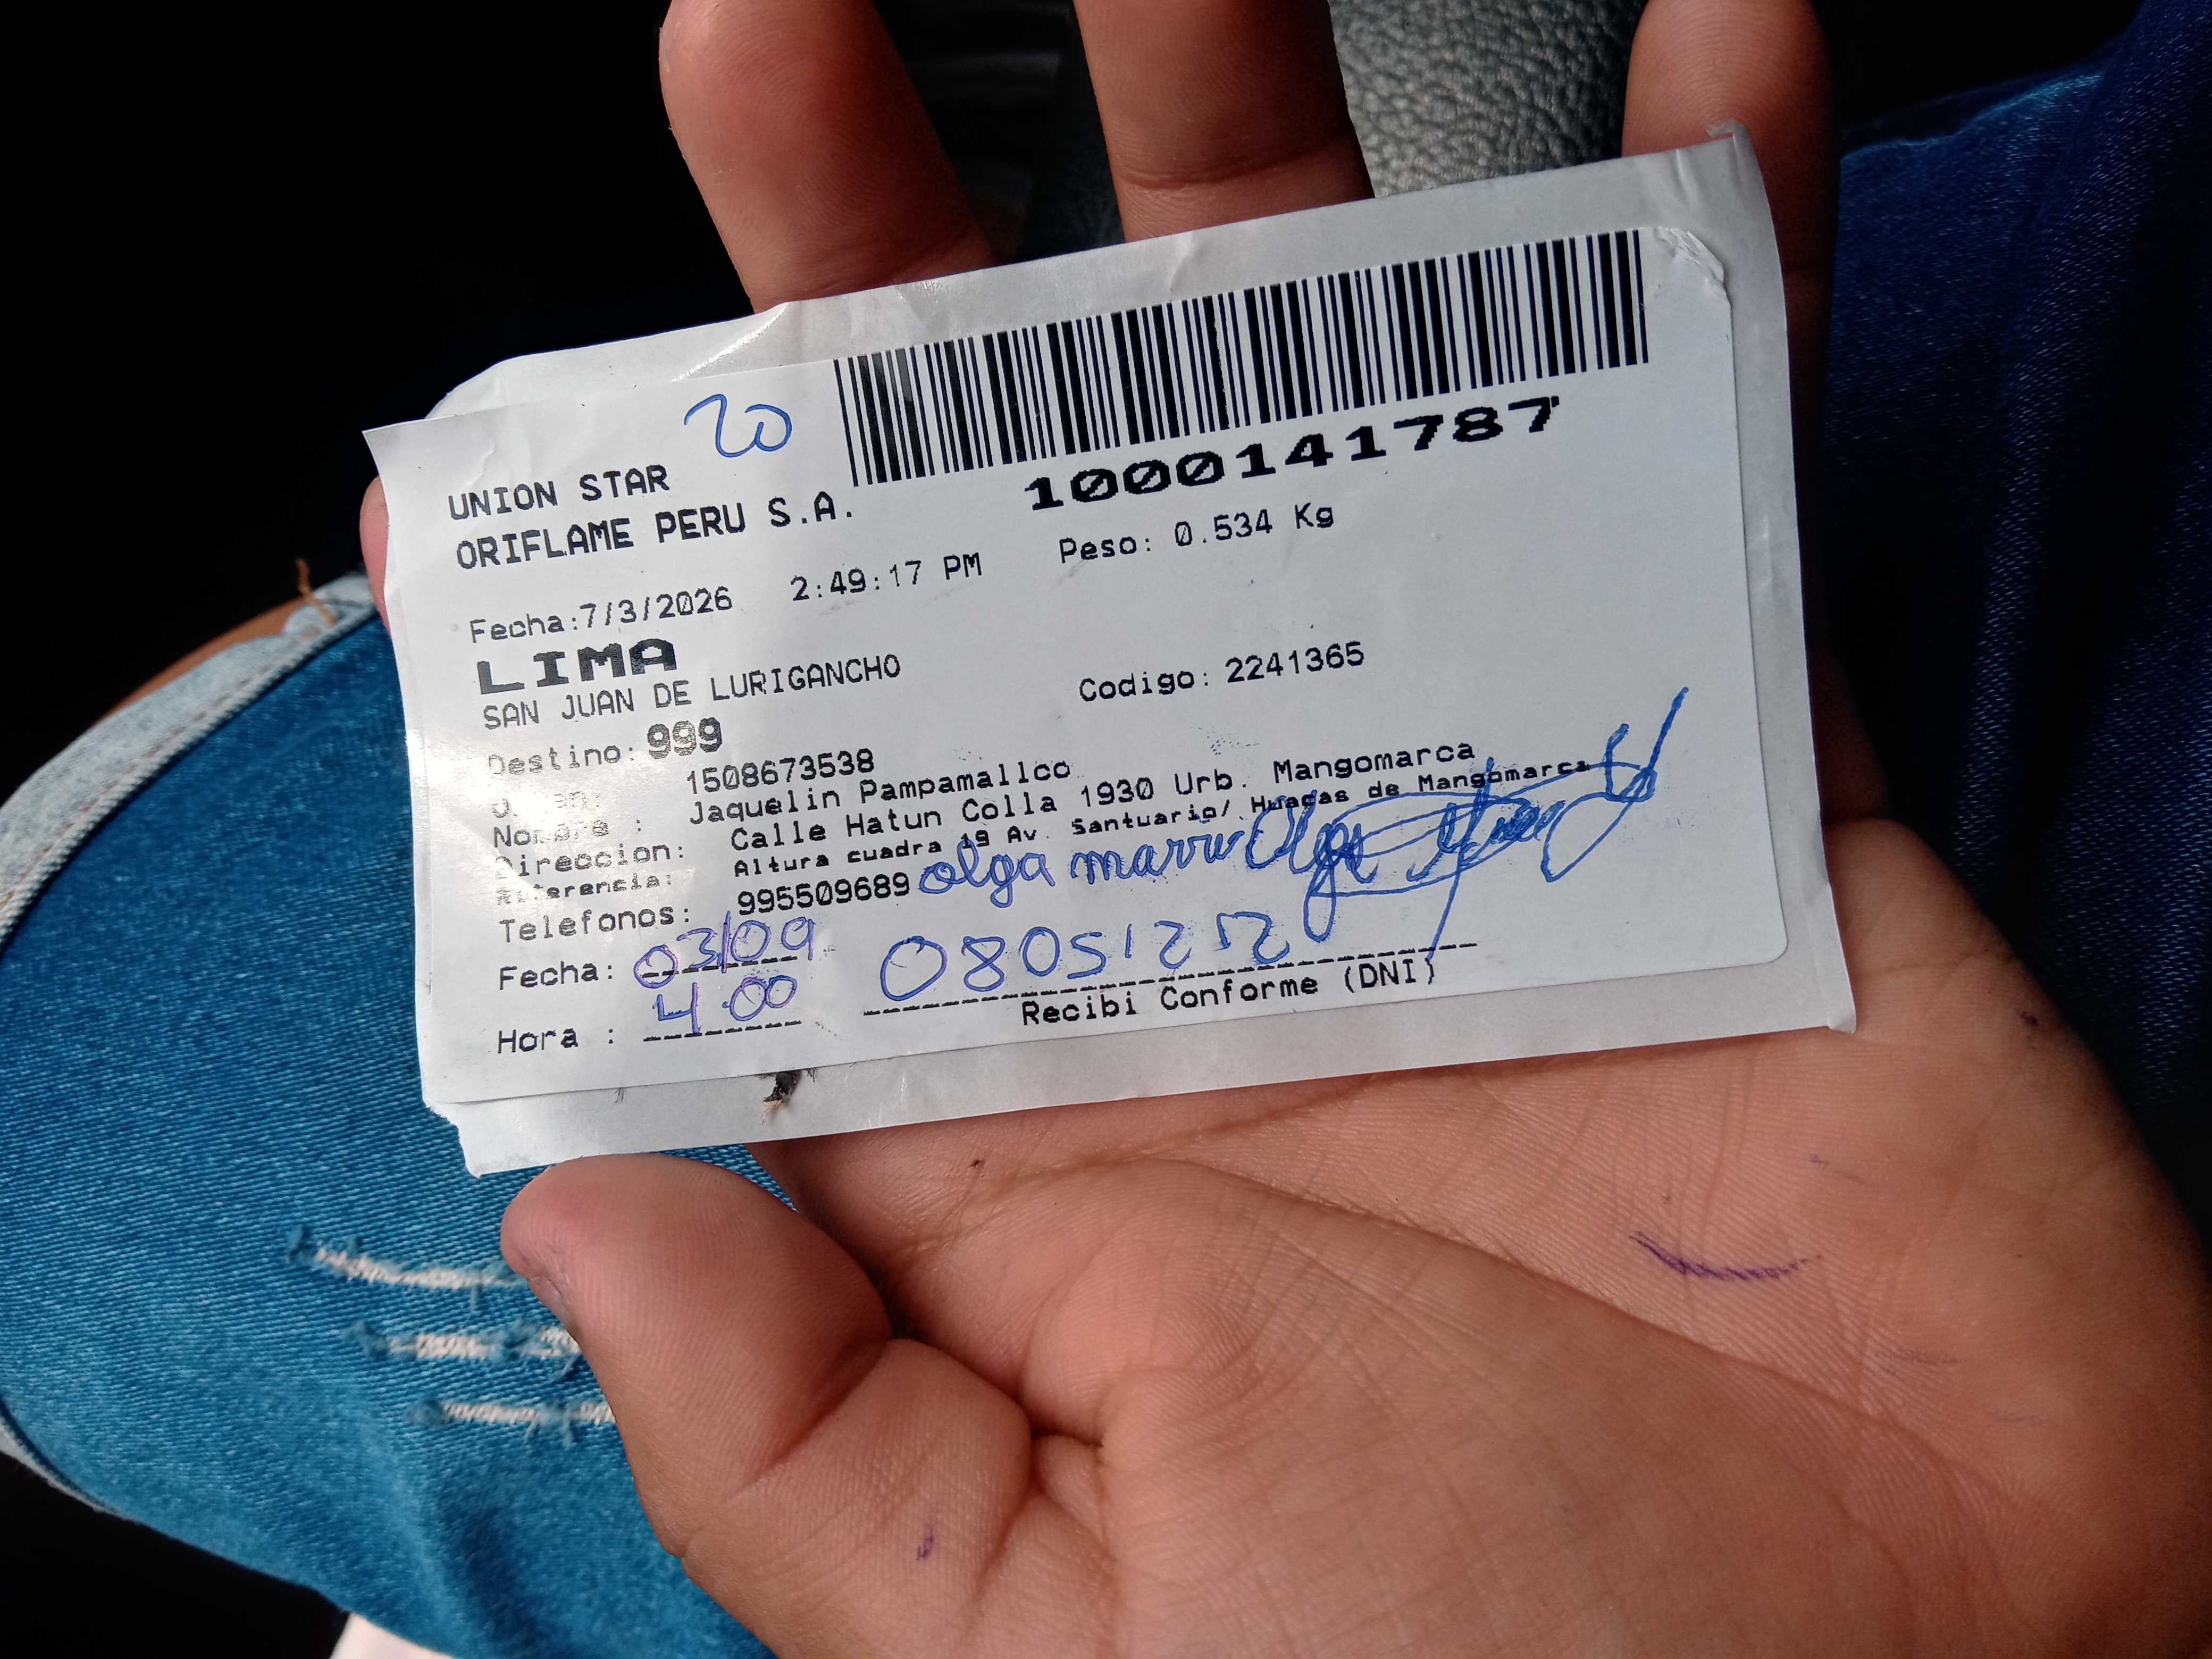 20
1000141787
UNION STAR
ORIFLAME PERU S.A.
Fecha:7/3/2026 2:49:17 PM Peso: 0.534 Kg
LIMA
SAN JUAN DE LURIGANCHO
Codigo: 2241365
Destino: 999
1508673538
Nombre : Jaquelin Pampamallco
Direccion: Calle Hatun Colla 1930 Urb. Mangomarca
Referencia: Altura cuadra 19 Av. Santuario/ Huacas de Mangomarca
Telefonos: 995509689 olga
Fecha: 03/09
Hora : 4.00
Recibi Conforme (DNI)